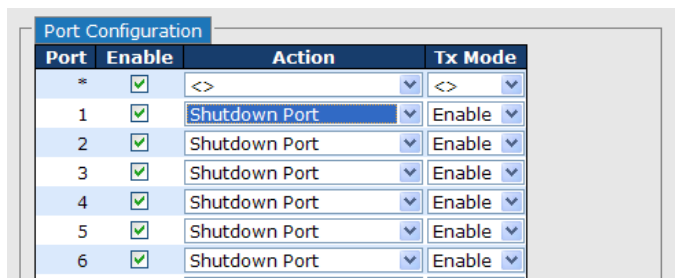 Port Configuration
Port Enable Action Tx Mode
* <> <>
1 Shutdown Port Enable
2 Shutdown Port Enable
3 Shutdown Port Enable
4 Shutdown Port Enable
5 Shutdown Port Enable
6 Shutdown Port Enable